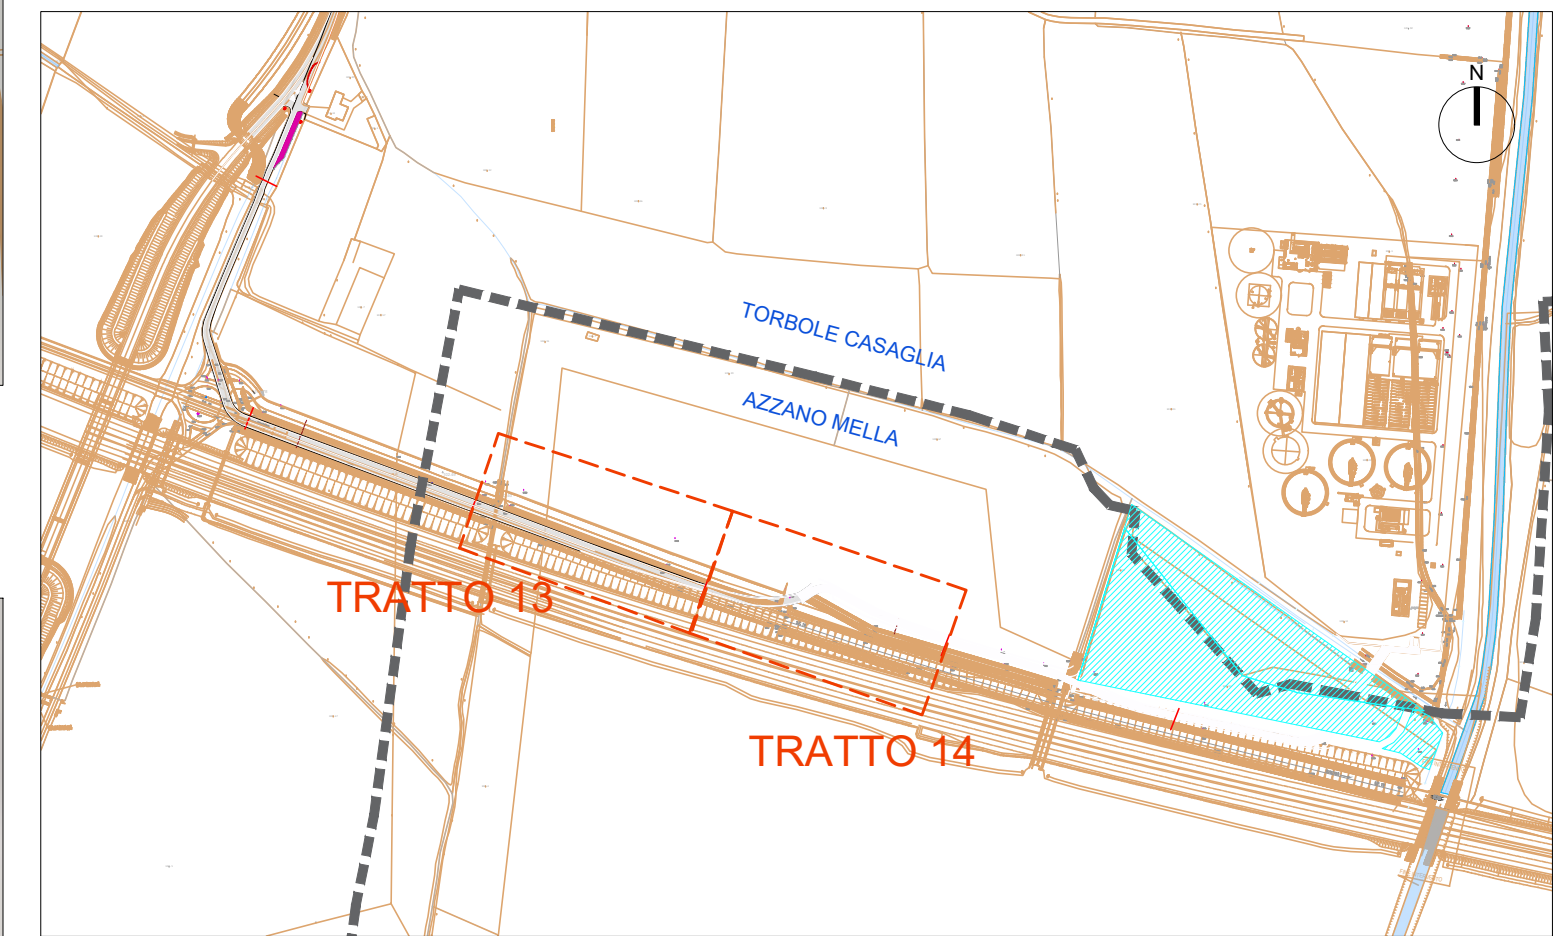 N
TORBOLE CASAGLIA
AZZANO MELLA
TRATTO 13
TRATTO 14